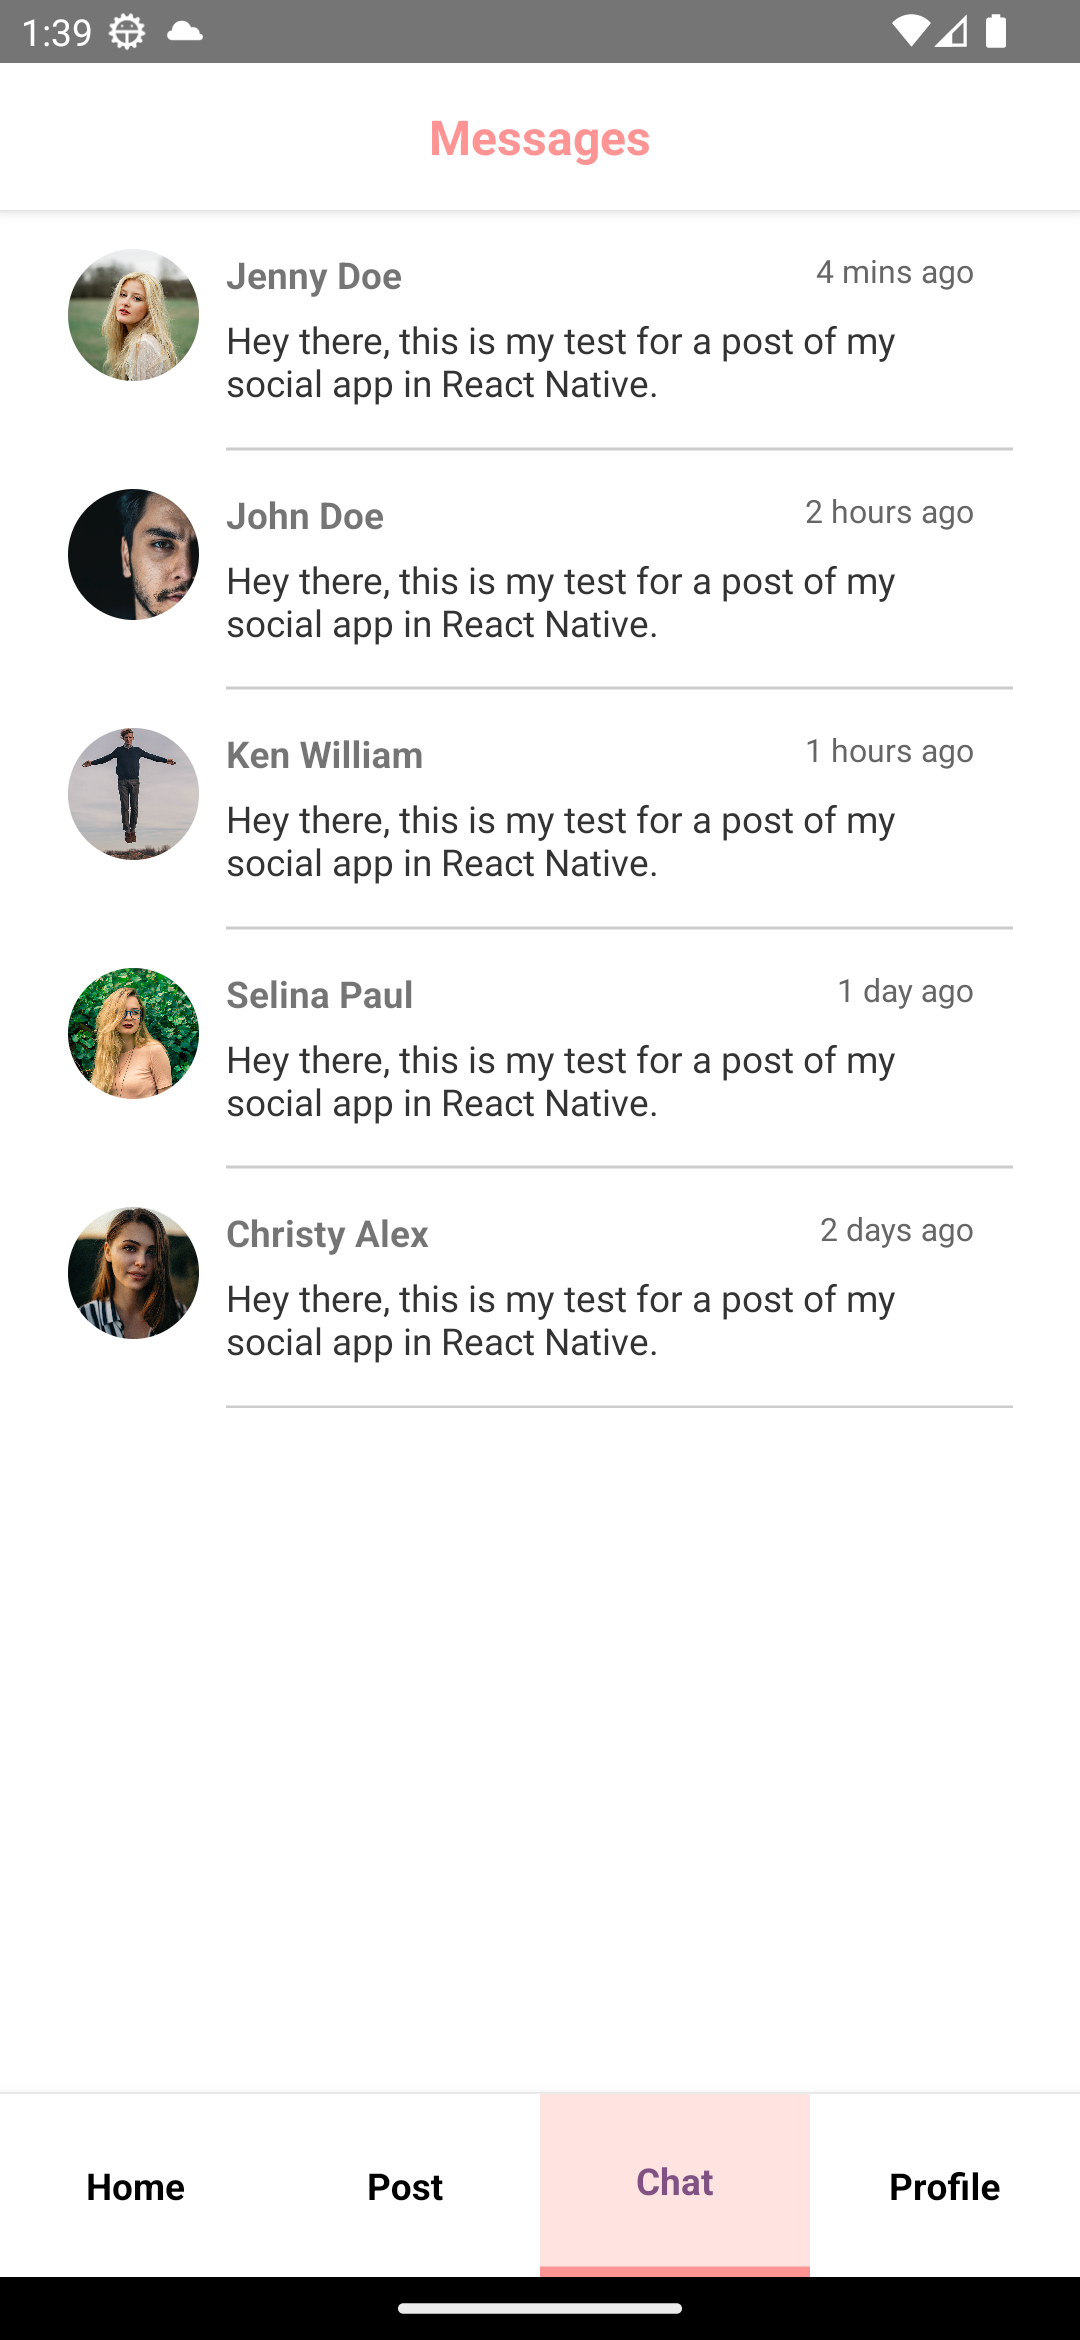 1:39
Messages
Jenny Doe
4 mins ago
Hey there, this is my test for a post of my
social app in React Native.
John Doe
2 hours ago
Hey there, this is my test for a post of my
social app in React Native.
Ken William
1 hours ago
Hey there, this is my test for a post of my
social app in React Native.
Selina Paul
1 day ago
Hey there, this is my test for a post of my
social app in React Native.
Christy Alex
2 days ago
Hey there, this is my test for a post of my
social app in React Native.
Home
Post
Chat
Profile